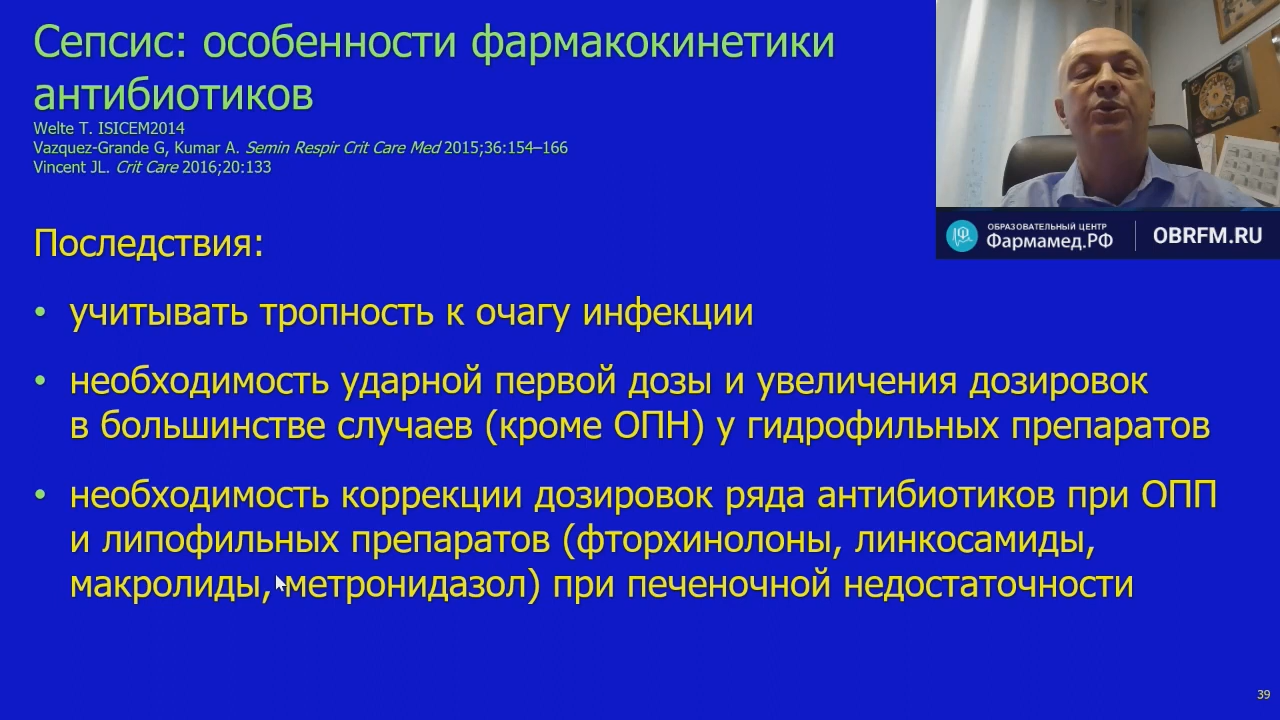 Сепсис: особенности фармакокинетики
антибиотиков
Welte T. ISICEM2014
Vazquez-Grande G, Kumar A. Semin Respir Crit Care Med 2015;36:154–166
Vincent JL. Crit Care 2016;20:133
ОБРАЗОВАТЕЛЬНЫЙ ЦЕНТР
Фармамед.РФ
OBRFM.RU
Последствия:
• учитывать тропность к очагу инфекции
• необходимость ударной первой дозы и увеличения дозировок
в большинстве случаев (кроме ОПН) у гидрофильных препаратов
• необходимость коррекции дозировок ряда антибиотиков при ОПП
и липофильных препаратов (фторхинолоны, линкосамиды,
макролиды, метронидазол) при печеночной недостаточности
39